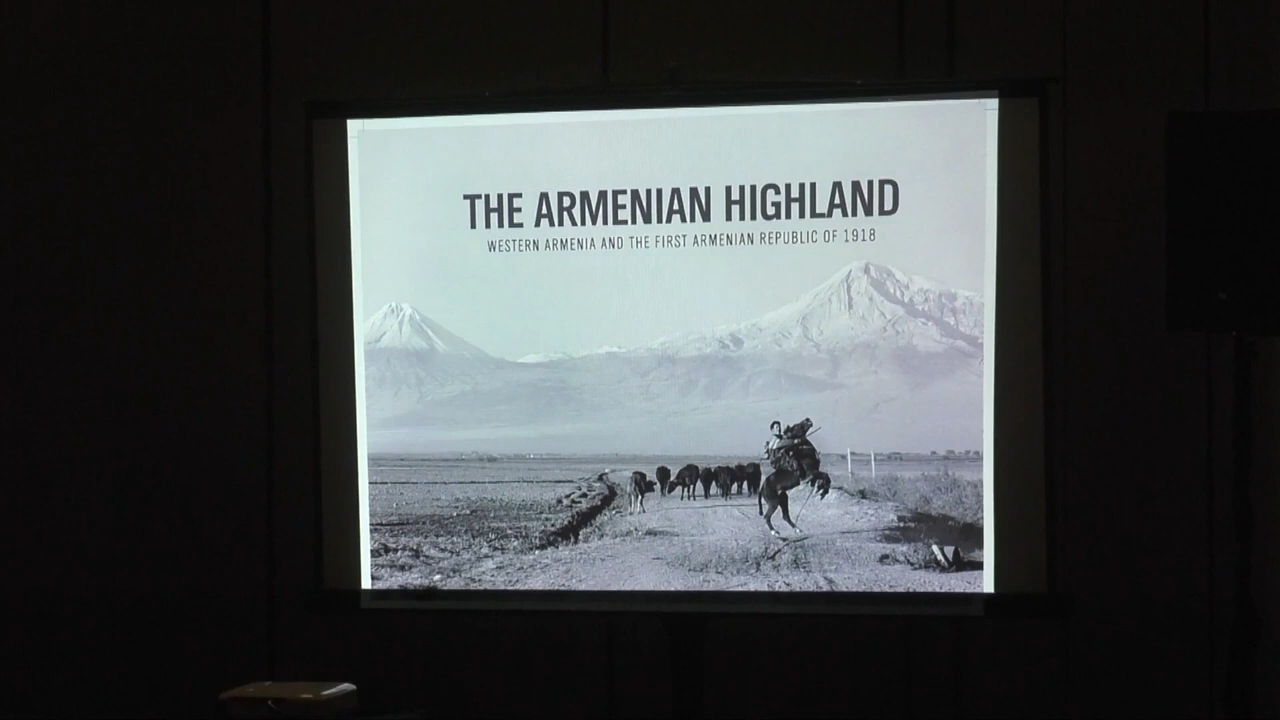 THE ARMENIAN HIGHLAND
WESTERN ARMENIA AND THE FIRST ARMENIAN REPUBLIC OF 1918